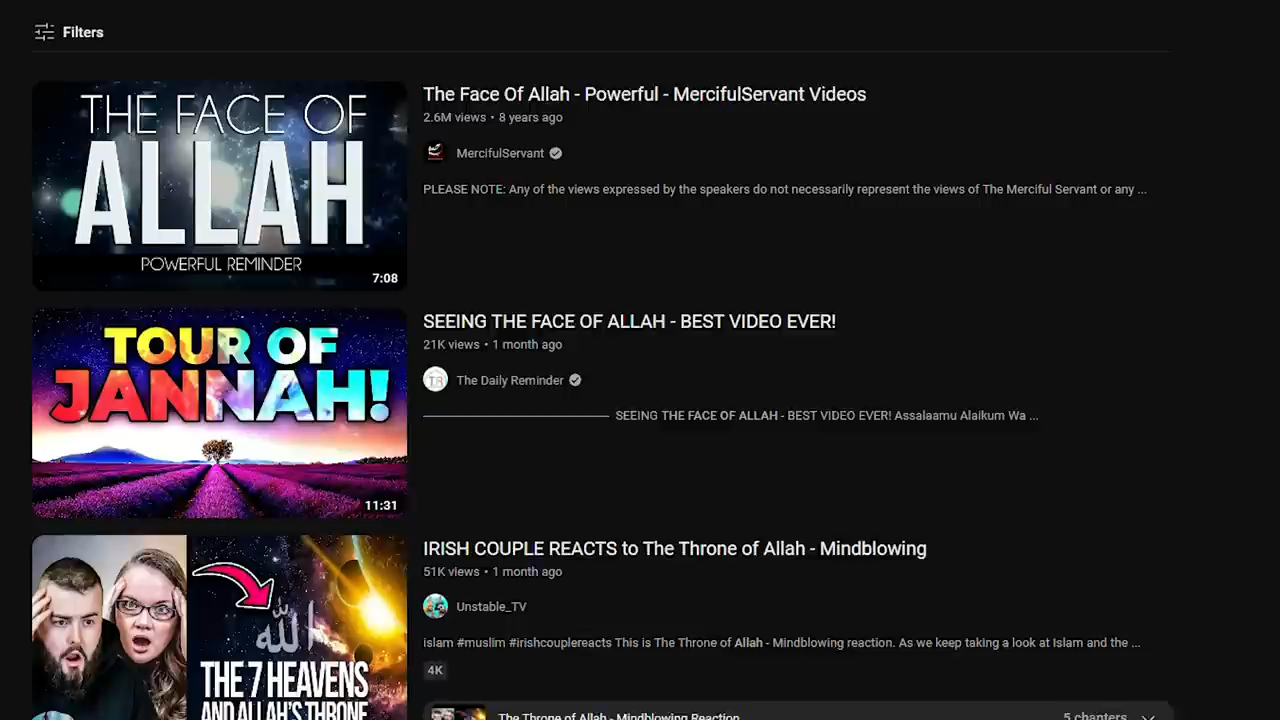 Filters
THE FACE OF
ALLAH
POWERFUL REMINDER
7:08
The Face Of Allah - Powerful - MercifulServant Videos
2.6M views • 8 years ago
MercifulServant
PLEASE NOTE: Any of the views expressed by the speakers do not necessarily represent the views of The Merciful Servant or any ...
TOUR OF
JANNAH!
11:31
SEEING THE FACE OF ALLAH - BEST VIDEO EVER!
21K views • 1 month ago
TR
The Daily Reminder
SEEING THE FACE OF ALLAH - BEST VIDEO EVER! Assalaamu Alaikum Wa ...
الله
THE 7 HEAVENS
AND ALLAH'S THRONE
IRISH COUPLE REACTS to The Throne of Allah - Mindblowing
51K views • 1 month ago
Unstable_TV
islam #muslim #irishcouplereacts This is The Throne of Allah - Mindblowing reaction. As we keep taking a look at Islam and the ...
4K
The Throne of Allah - Mindblowing Reaction
5 chapters